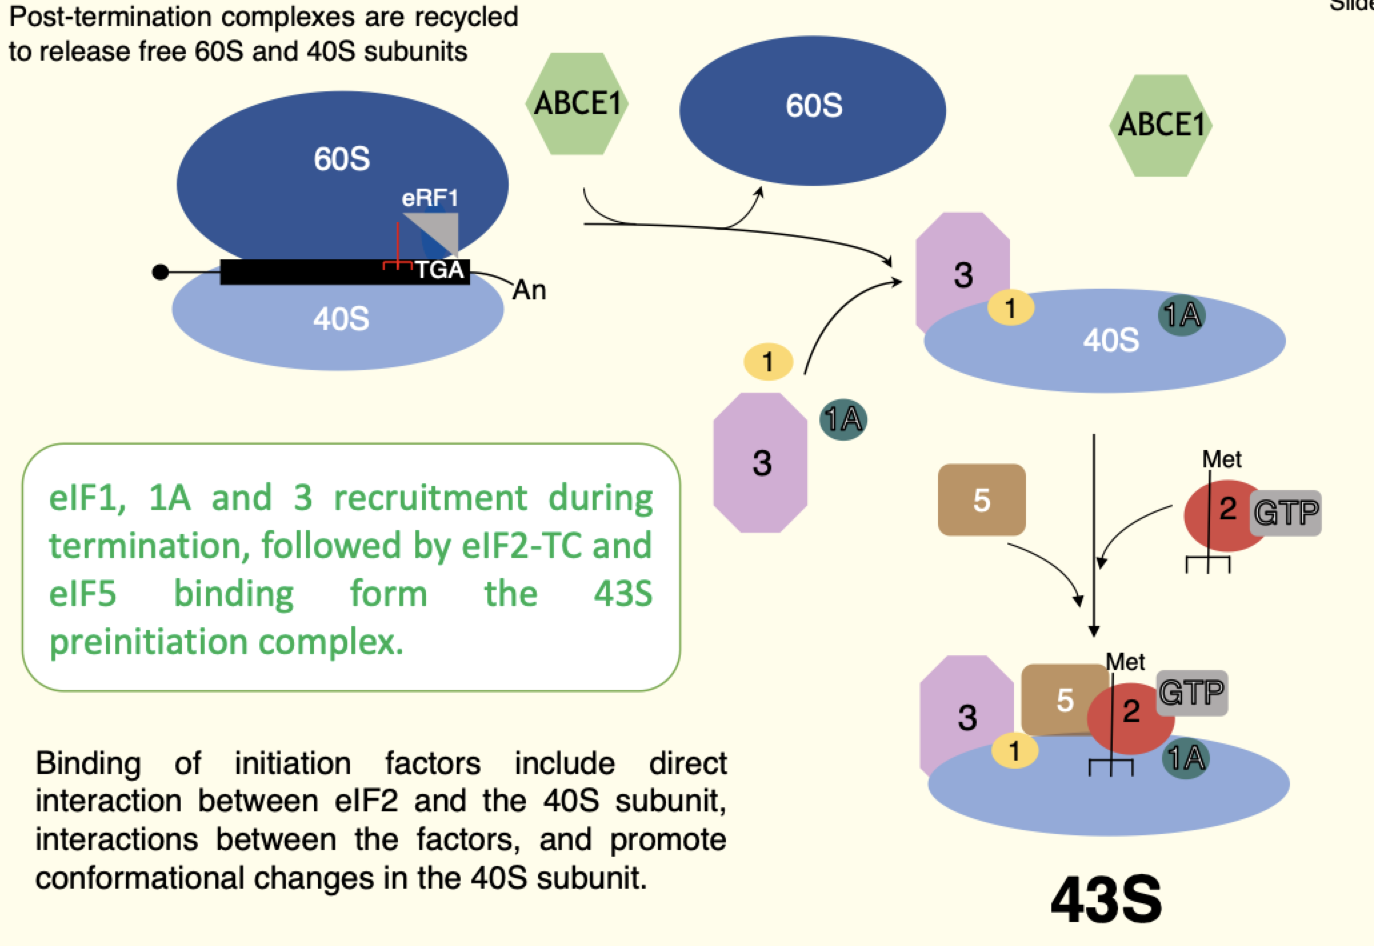 Post-termination complexes are recycled
to release free 60S and 40S subunits
Slide
ABCE1
60S
ABCE1
60S
eRF1
TGA
An
40S
3
1
1A
40S
1
1A
3
eIF1, 1A and 3 recruitment during
termination, followed by eIF2-TC and
eIF5 binding form the 43S
preinitiation complex.
5
Met
2
GTP
Met
3
5
2
GTP
1
1A
Binding of initiation factors include direct
interaction between eIF2 and the 40S subunit,
interactions between the factors, and promote
conformational changes in the 40S subunit.
43S